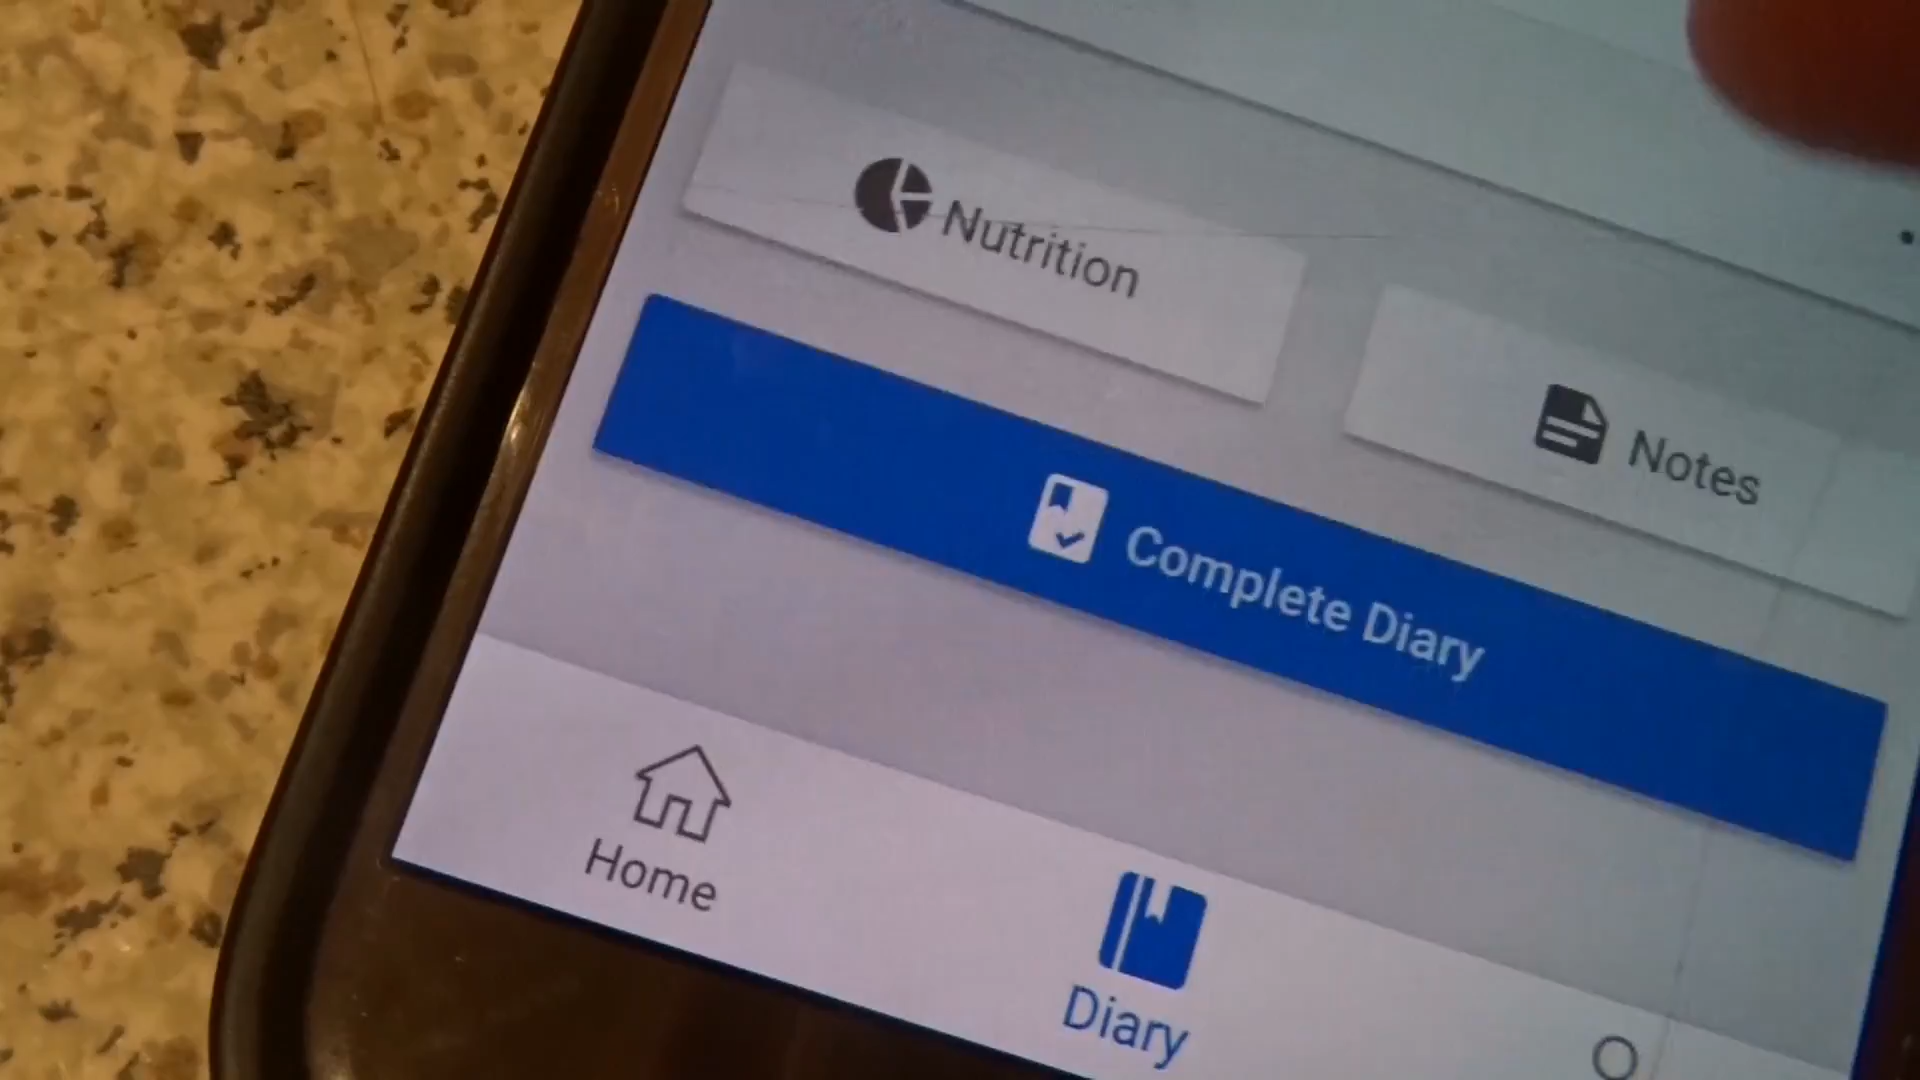 Nutrition
Notes
Complete Diary
Home
Diary